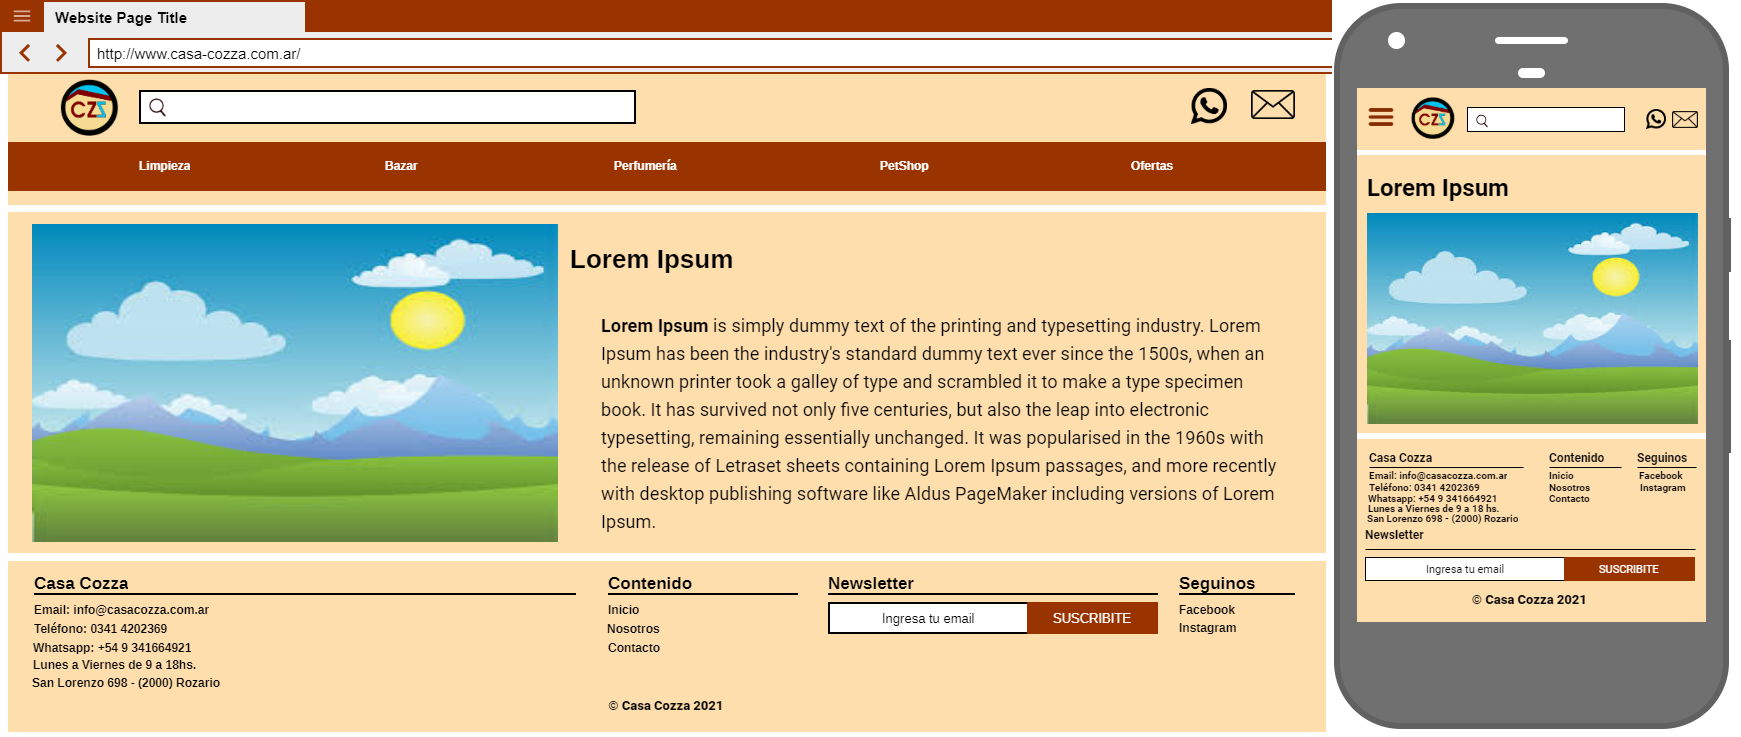 Website Page Title
http://www.casa-cozza.com.ar/
CZZ
Limpieza Bazar Perfumería PetShop Ofertas
Lorem Ipsum
Lorem Ipsum is simply dummy text of the printing and typesetting industry. Lorem
Ipsum has been the industry's standard dummy text ever since the 1500s, when an
unknown printer took a galley of type and scrambled it to make a type specimen
book. It has survived not only five centuries, but also the leap into electronic
typesetting, remaining essentially unchanged. It was popularised in the 1960s with
the release of Letraset sheets containing Lorem Ipsum passages, and more recently
with desktop publishing software like Aldus PageMaker including versions of Lorem
Ipsum.
Casa Cozza
Email: info@casacozza.com.ar
Teléfono: 0341 4202369
Whatsapp: +54 9 341664921
Lunes a Viernes de 9 a 18hs.
San Lorenzo 698 - (2000) Rozario
Contenido
Inicio
Nosotros
Contacto
Newsletter
Ingresa tu email SUSCRIBITE
Seguinos
Facebook
Instagram
© Casa Cozza 2021
CZZ
Lorem Ipsum
Casa Cozza
Email: info@casacozza.com.ar
Teléfono: 0341 4202369
Whatsapp: +54 9 341664921
Lunes a Viernes de 9 a 18 hs.
San Lorenzo 698 - (2000) Rozario
Contenido
Inicio
Nosotros
Contacto
Seguinos
Facebook
Instagram
Newsletter
Ingresa tu email SUSCRIBITE
© Casa Cozza 2021